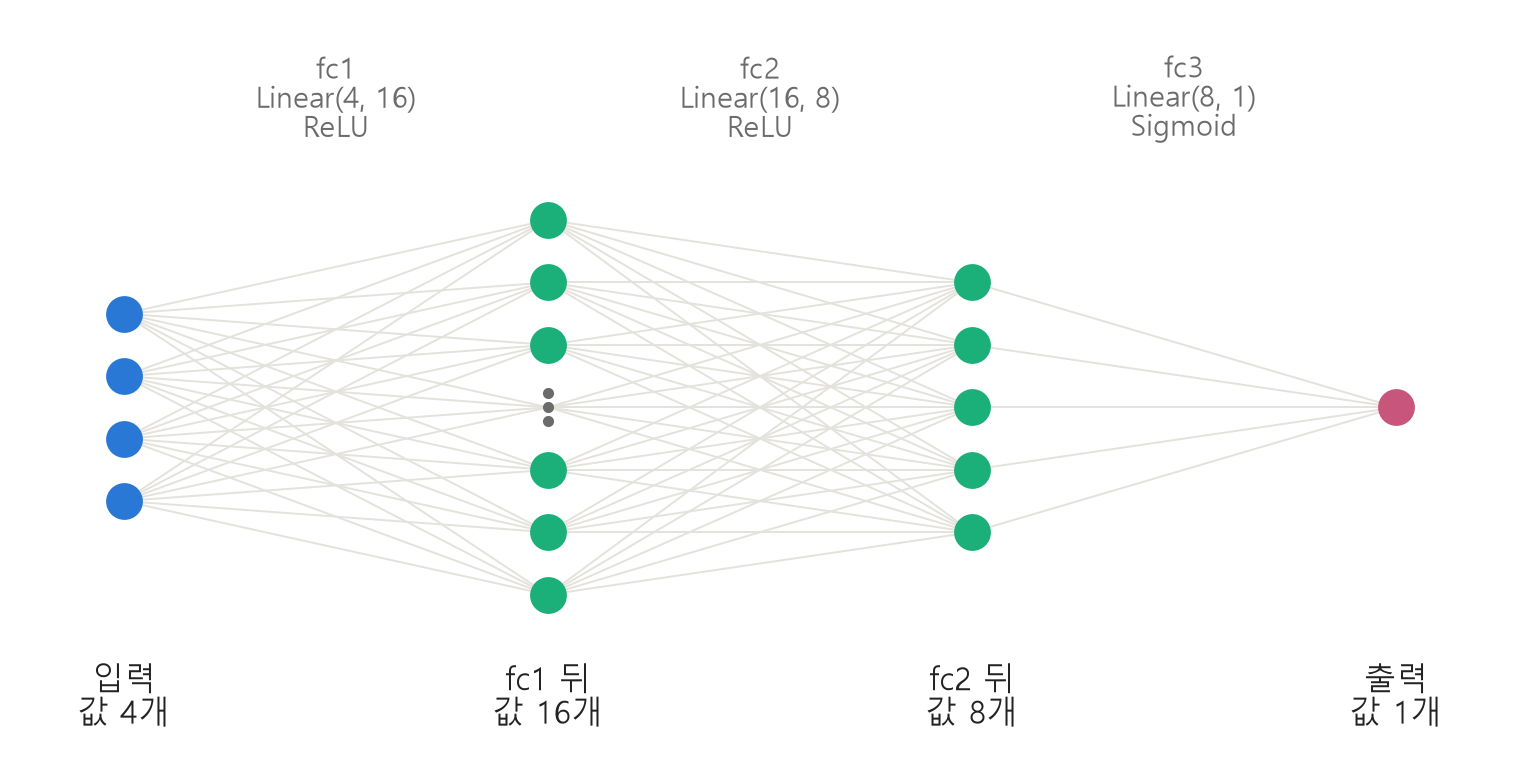 fc1
Linear(4, 16)
ReLU
fc2
Linear(16, 8)
ReLU
fc3
Linear(8, 1)
Sigmoid
입력
값 4개
fc1 뒤
값 16개
fc2 뒤
값 8개
출력
값 1개